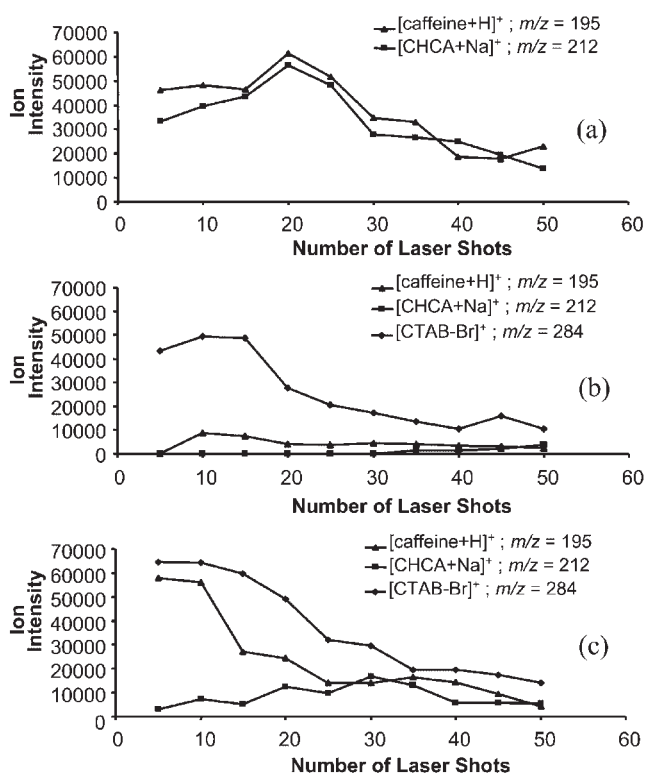 [caffeine+H]⁺ ; m/z = 195
[CHCA+Na]⁺ ; m/z = 212
70000
60000
50000
40000
30000
20000
10000
0
Ion
Intensity
(a)
0 10 20 30 40 50 60
Number of Laser Shots
[caffeine+H]⁺ ; m/z = 195
[CHCA+Na]⁺ ; m/z = 212
[CTAB-Br]⁺ ; m/z = 284
70000
60000
50000
40000
30000
20000
10000
0
Ion
Intensity
(b)
0 10 20 30 40 50 60
Number of Laser Shots
[caffeine+H]⁺ ; m/z = 195
[CHCA+Na]⁺ ; m/z = 212
[CTAB-Br]⁺ ; m/z = 284
70000
60000
50000
40000
30000
20000
10000
0
Ion
Intensity
(c)
0 10 20 30 40 50 60
Number of Laser Shots